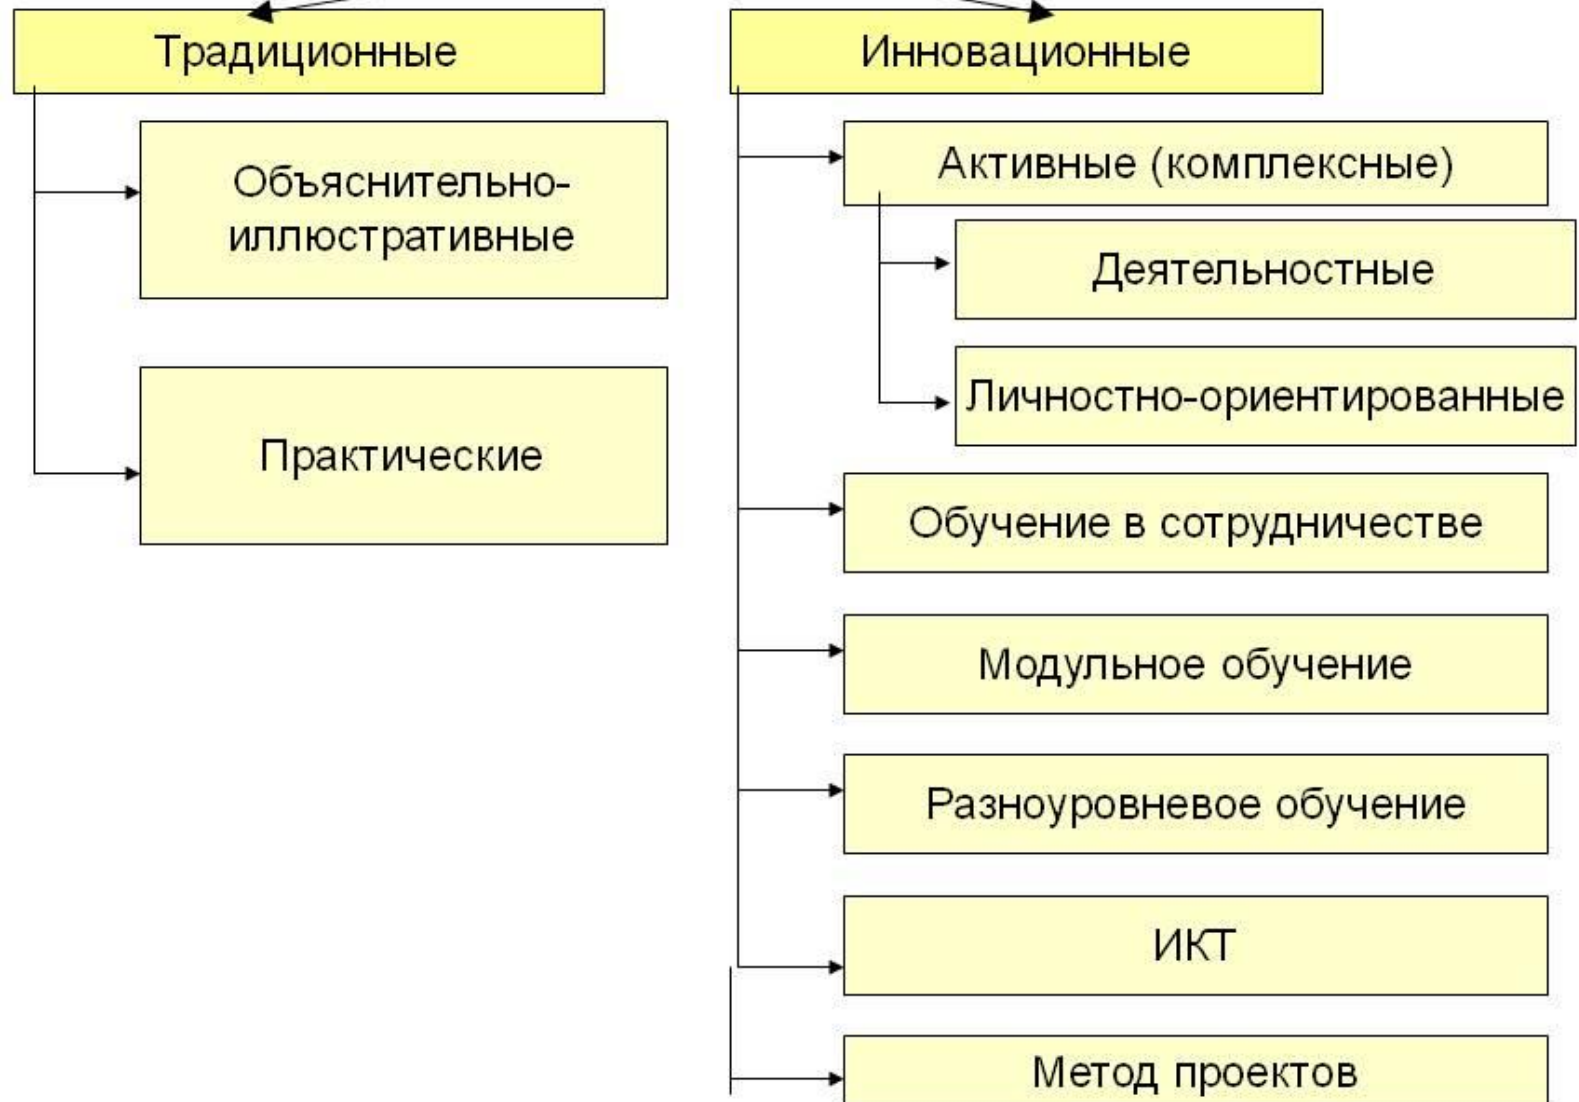 Традиционные
Объяснительно-
иллюстративные
Практические
Инновационные
Активные (комплексные)
Деятельностные
Личностно-ориентированные
Обучение в сотрудничестве
Модульное обучение
Разноуровневое обучение
ИКТ
Метод проектов